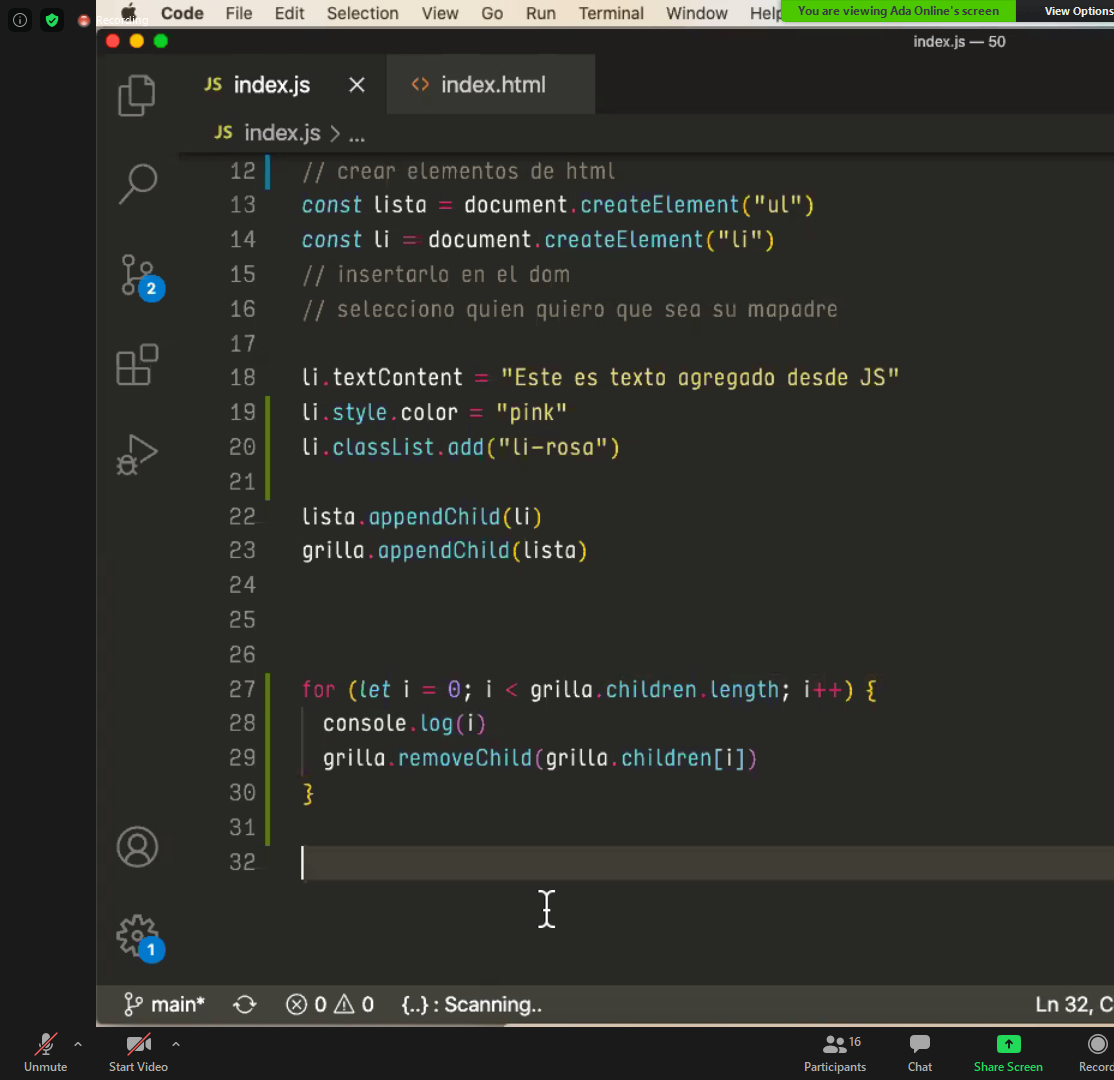 Recording
Code File Edit Selection View Go Run Terminal Window Help
You are viewing Ada Online's screen
View Options
index.js — 50
JS index.js
<> index.html
JS index.js > ...
12 // crear elementos de html
13 const lista = document.createElement("ul")
14 const li = document.createElement("li")
15 // insertarlo en el dom
16 // selecciono quien quiero que sea su mapadre
17
18 li.textContent = "Este es texto agregado desde JS"
19 li.style.color = "pink"
20 li.classList.add("li-rosa")
21
22 lista.appendChild(li)
23 grilla.appendChild(lista)
24
25
26
27 for (let i = 0; i < grilla.children.length; i++) {
28 console.log(i)
29 grilla.removeChild(grilla.children[i])
30 }
31
32
2
1
main* 0 0 {..} : Scanning..
Ln 32, C
Unmute
Start Video
16
Participants
Chat
Share Screen
Recor